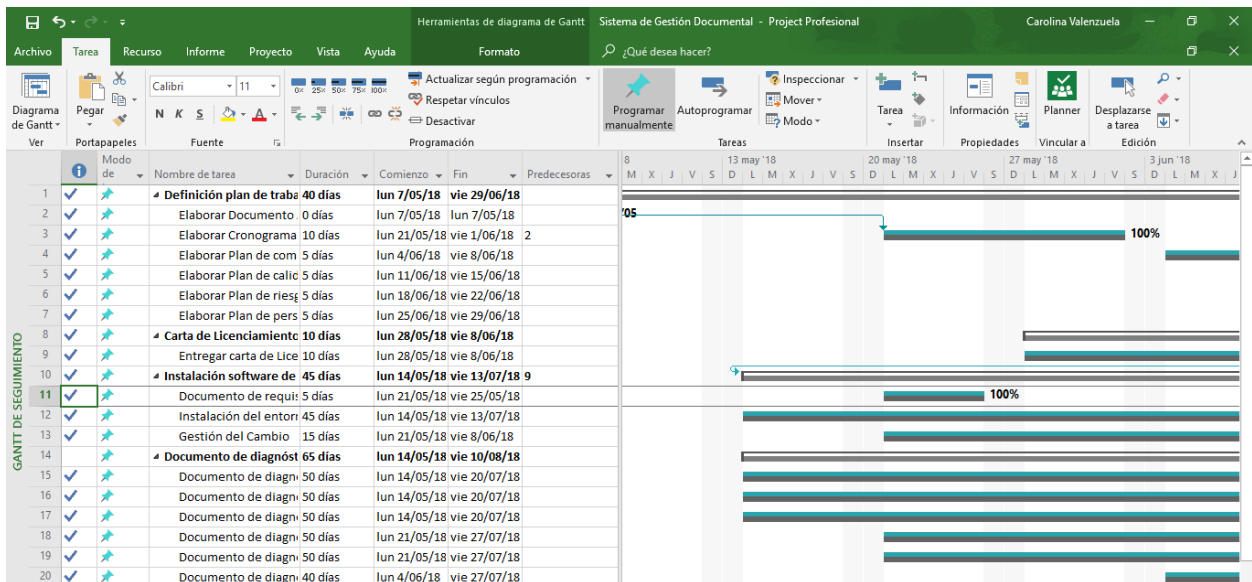 Herramientas de diagrama de Gantt Sistema de Gestión Documental - Project Profesional Carolina Valenzuela
Archivo Tarea Recurso Informe Proyecto Vista Ayuda Formato ¿Qué desea hacer?
Diagrama de Gantt
Ver
Pegar
Portapapeles
Calibri 11
N K S
Fuente
0% 25% 50% 75% 100%
Actualizar según programación
Respetar vínculos
Desactivar
Programación
Programar manualmente
Autoprogramar
Inspeccionar
Mover
Modo
Tareas
Tarea
Insertar
Información
Propiedades
Planner
Vincular a
Desplazarse a tarea
Edición
Modo de Nombre de tarea Duración Comienzo Fin Predecesoras
8 13 may '18 20 may '18 27 may '18 3 jun '18
M X J V S D L M X J V S D L M X J V S D L M X J V S D L M X J
1 Definición plan de traba 40 días lun 7/05/18 vie 29/06/18
2 Elaborar Documento 0 días lun 7/05/18 lun 7/05/18 '05
3 Elaborar Cronograma 10 días lun 21/05/18 vie 1/06/18 2 100%
4 Elaborar Plan de com 5 días lun 4/06/18 vie 8/06/18
5 Elaborar Plan de calid 5 días lun 11/06/18 vie 15/06/18
6 Elaborar Plan de riesg 5 días lun 18/06/18 vie 22/06/18
7 Elaborar Plan de pers 5 días lun 25/06/18 vie 29/06/18
8 Carta de Licenciamiento 10 días lun 28/05/18 vie 8/06/18
9 Entregar carta de Lice 10 días lun 28/05/18 vie 8/06/18
10 Instalación software de 45 días lun 14/05/18 vie 13/07/18 9
11 Documento de requis 5 días lun 21/05/18 vie 25/05/18 100%
12 Instalación del entorn 45 días lun 14/05/18 vie 13/07/18
13 Gestión del Cambio 15 días lun 21/05/18 vie 8/06/18
14 Documento de diagnóst 65 días lun 14/05/18 vie 10/08/18
15 Documento de diagn 50 días lun 14/05/18 vie 20/07/18
16 Documento de diagn 50 días lun 14/05/18 vie 20/07/18
17 Documento de diagn 50 días lun 14/05/18 vie 20/07/18
18 Documento de diagn 50 días lun 21/05/18 vie 27/07/18
19 Documento de diagn 50 días lun 21/05/18 vie 27/07/18
20 Documento de diagn 40 días lun 4/06/18 vie 27/07/18
GANTT DE SEGUIMIENTO